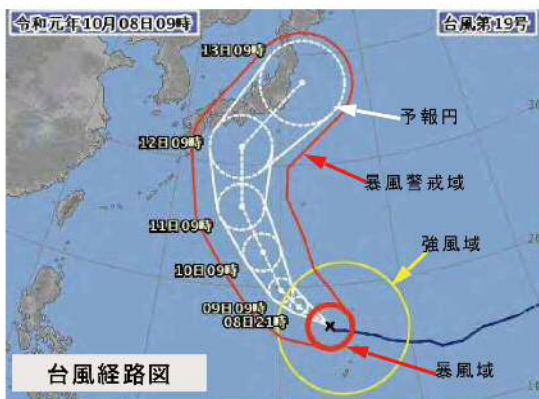 令和元年10月08日09時
台風第19号
13日09時
予報円
12日09時
暴風警戒域
11日09時
強風域
10日09時
09日09時
08日21時
台風経路図
暴風域
30
20
10